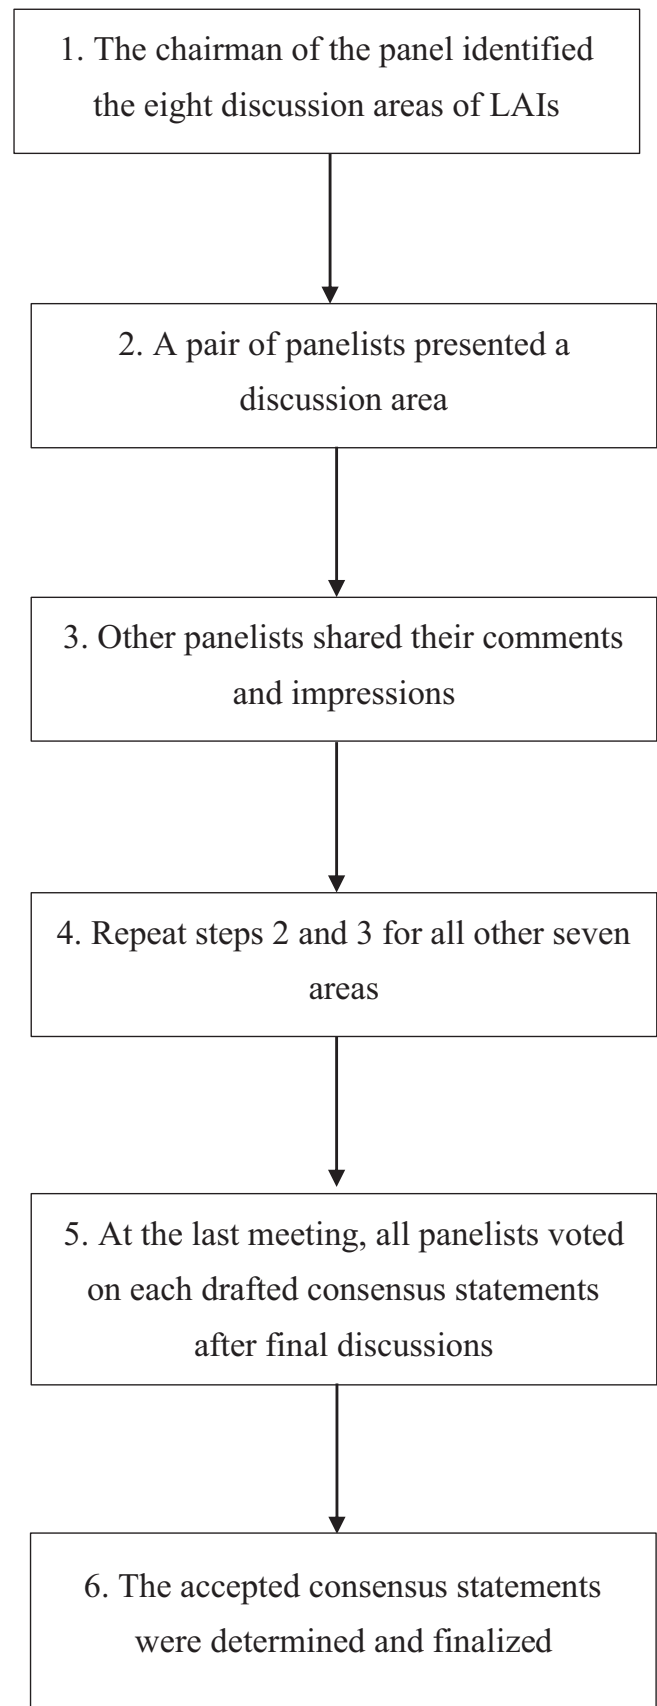 1. The chairman of the panel identified
the eight discussion areas of LAIs
2. A pair of panelists presented a
discussion area
3. Other panelists shared their comments
and impressions
4. Repeat steps 2 and 3 for all other seven
areas
5. At the last meeting, all panelists voted
on each drafted consensus statements
after final discussions
6. The accepted consensus statements
were determined and finalized